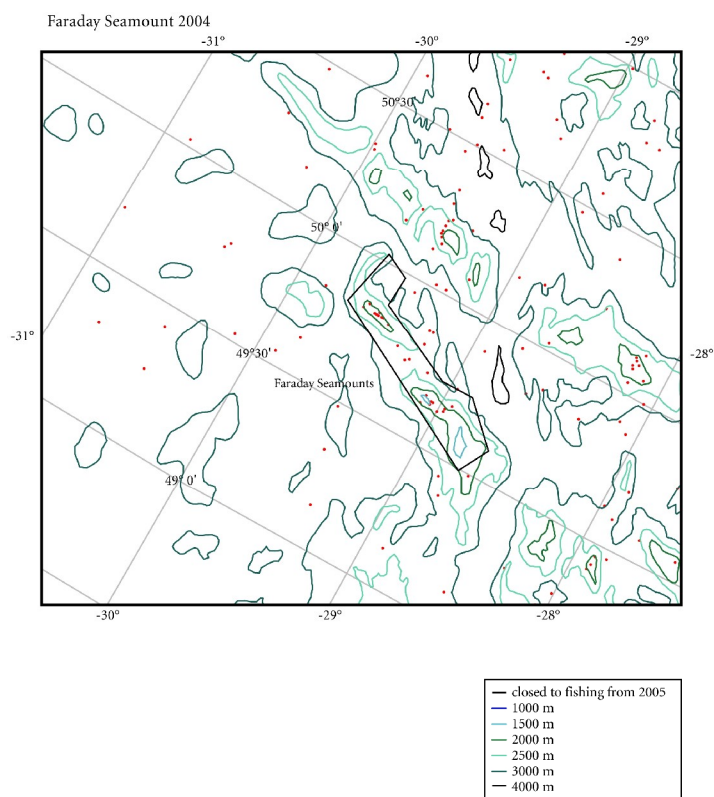 Faraday Seamount 2004
-31° -30° -29°
50°30'
50° 0'
-31°
49°30'
-28°
Faraday Seamounts
49° 0'
-30° -29° -28°
closed to fishing from 2005
1000 m
1500 m
2000 m
2500 m
3000 m
4000 m